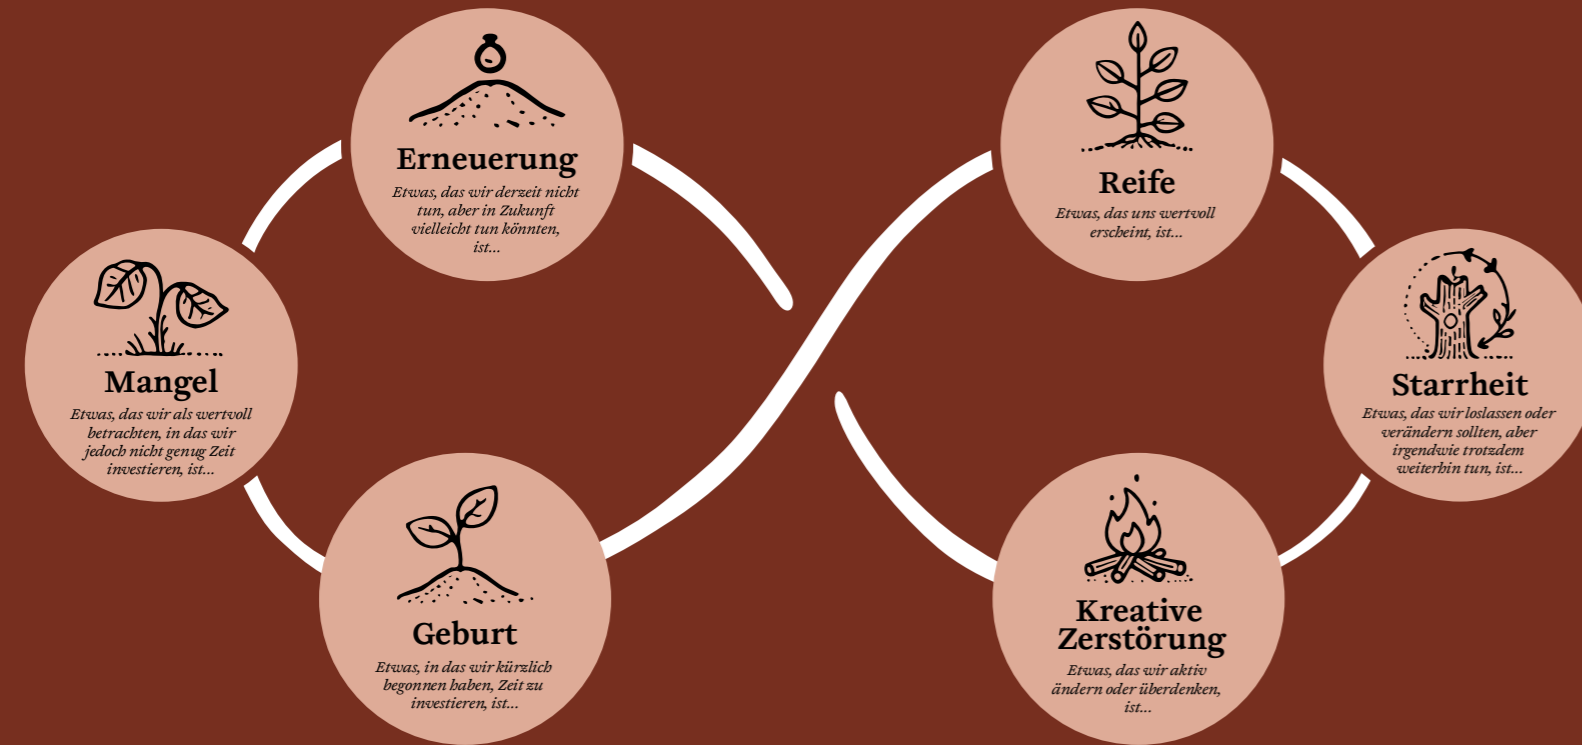 Erneuerung
Etwas, das wir derzeit nicht
tun, aber in Zukunft
vielleicht tun könnten,
ist...
Reife
Etwas, das uns wertvoll
erscheint, ist...
Mangel
Etwas, das wir als wertvoll
betrachten, in das wir
jedoch nicht genug Zeit
investieren, ist...
Starrheit
Etwas, das wir loslassen oder
verändern sollten, aber
irgendwie trotzdem
weiterhin tun, ist...
Geburt
Etwas, in das wir kürzlich
begonnen haben, Zeit zu
investieren, ist...
Kreative
Zerstörung
Etwas, das wir aktiv
ändern oder überdenken,
ist...